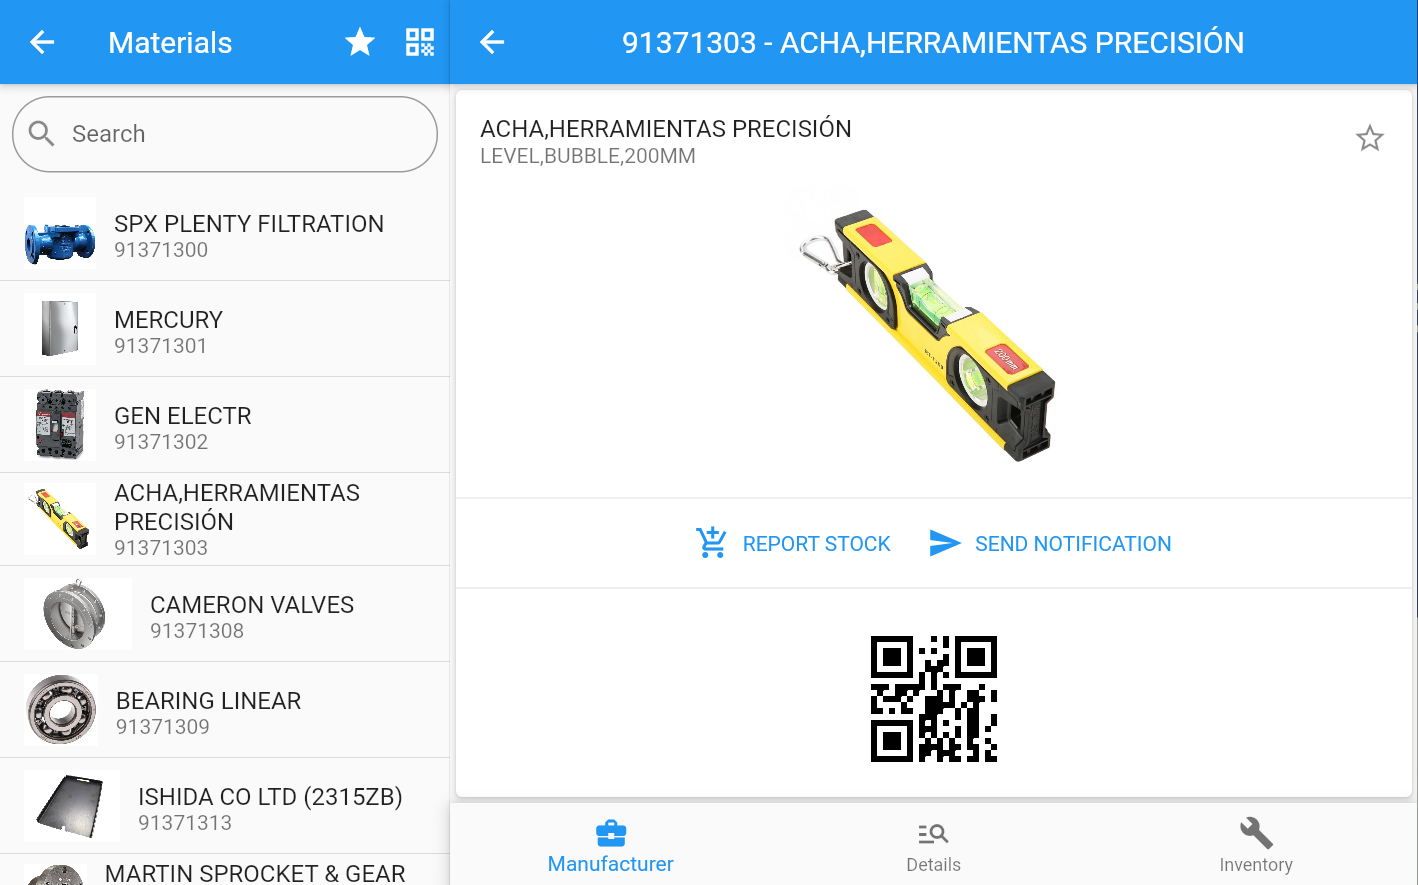 Materials
Search
SPX PLENTY FILTRATION
91371300
MERCURY
91371301
GEN ELECTR
91371302
ACHA,HERRAMIENTAS
PRECISIÓN
91371303
CAMERON VALVES
91371308
BEARING LINEAR
91371309
ISHIDA CO LTD (2315ZB)
91371313
MARTIN SPROCKET & GEAR
91371303 - ACHA,HERRAMIENTAS PRECISIÓN
ACHA,HERRAMIENTAS PRECISIÓN
LEVEL,BUBBLE,200MM
200mm
REPORT STOCK
SEND NOTIFICATION
Manufacturer
Details
Inventory